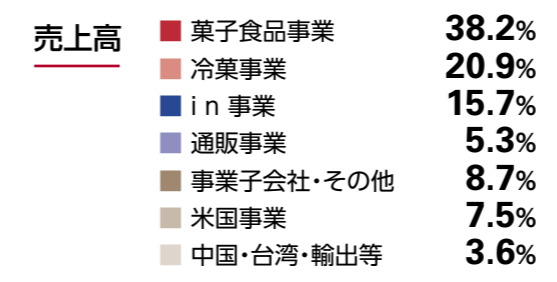 売上高
菓子食品事業 38.2%
冷菓事業 20.9%
in 事業 15.7%
通販事業 5.3%
事業子会社・その他 8.7%
米国事業 7.5%
中国・台湾・輸出等 3.6%